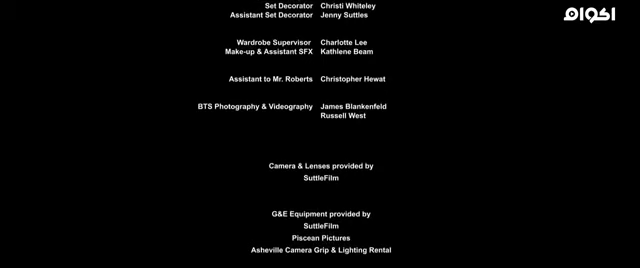 اكوام
Set Decorator Christi Whiteley
Assistant Set Decorator Jenny Suttles
Wardrobe Supervisor Charlotte Lee
Make-up & Assistant SFX Kathlene Beam
Assistant to Mr. Roberts Christopher Hewat
BTS Photography & Videography James Blankenfeld
Russell West
Camera & Lenses provided by
SuttleFilm
G&E Equipment provided by
SuttleFilm
Piscean Pictures
Asheville Camera Grip & Lighting Rental